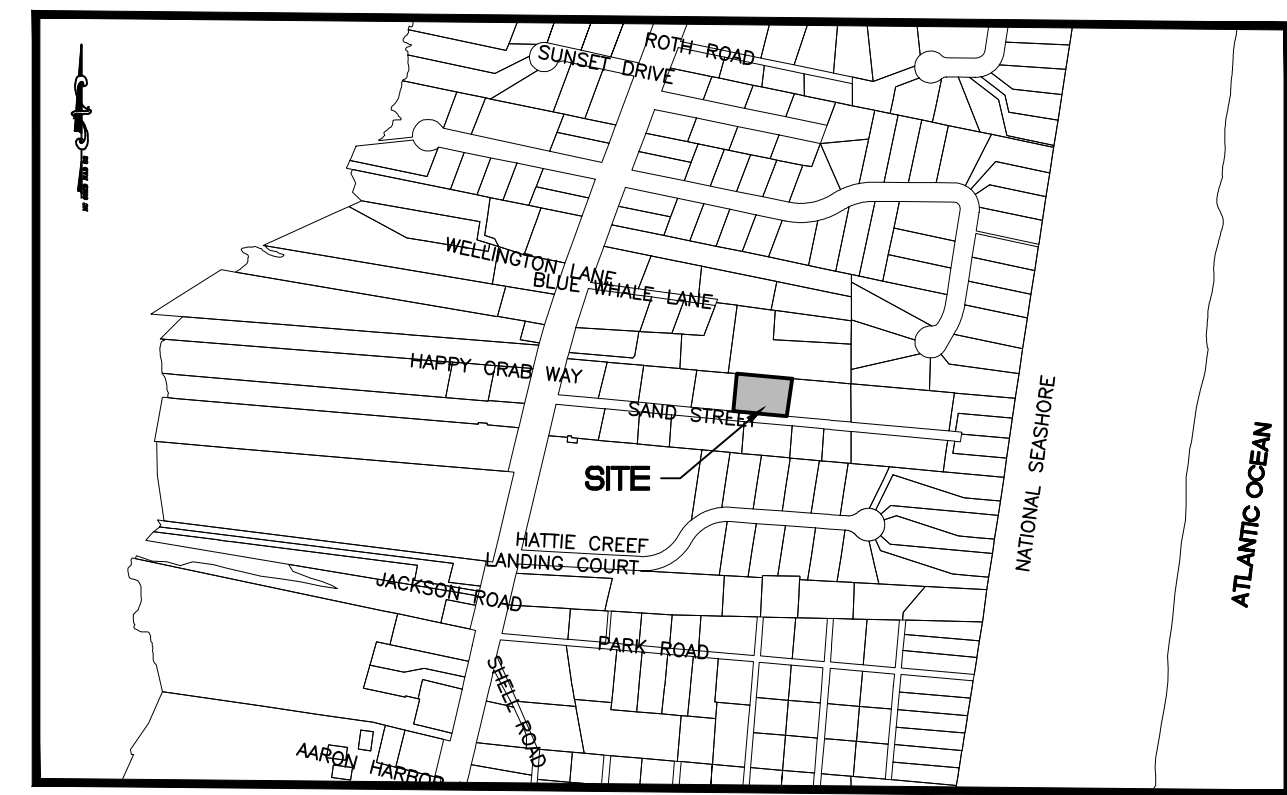 ROTH ROAD
SUNSET DRIVE
WELLINGTON LANE
BLUE WHALE LANE
HAPPY CRAB WAY
SAND STREET
SITE
NATIONAL SEASHORE
ATLANTIC OCEAN
HATTIE CREEF
LANDING COURT
JACKSON ROAD
PARK ROAD
SHELL ROAD
AARON HARBOR